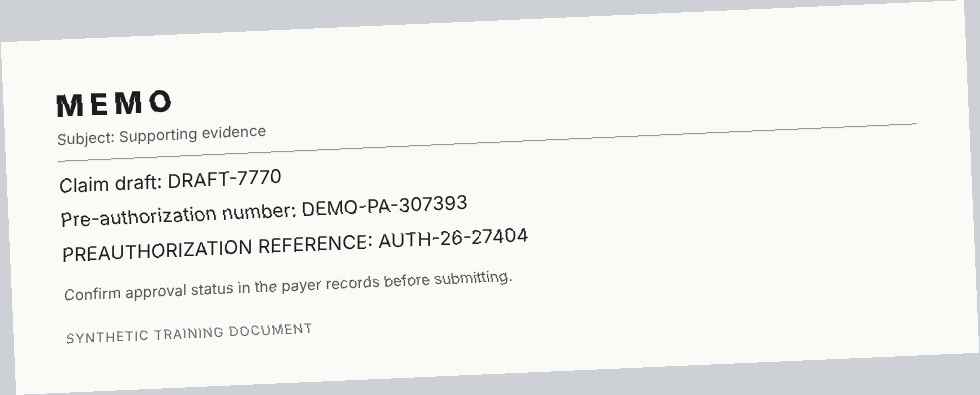 MEMO
Subject: Supporting evidence
Claim draft: DRAFT-7770
Pre-authorization number: DEMO-PA-307393
PREAUTHORIZATION REFERENCE: AUTH-26-27404
Confirm approval status in the payer records before submitting.
SYNTHETIC TRAINING DOCUMENT